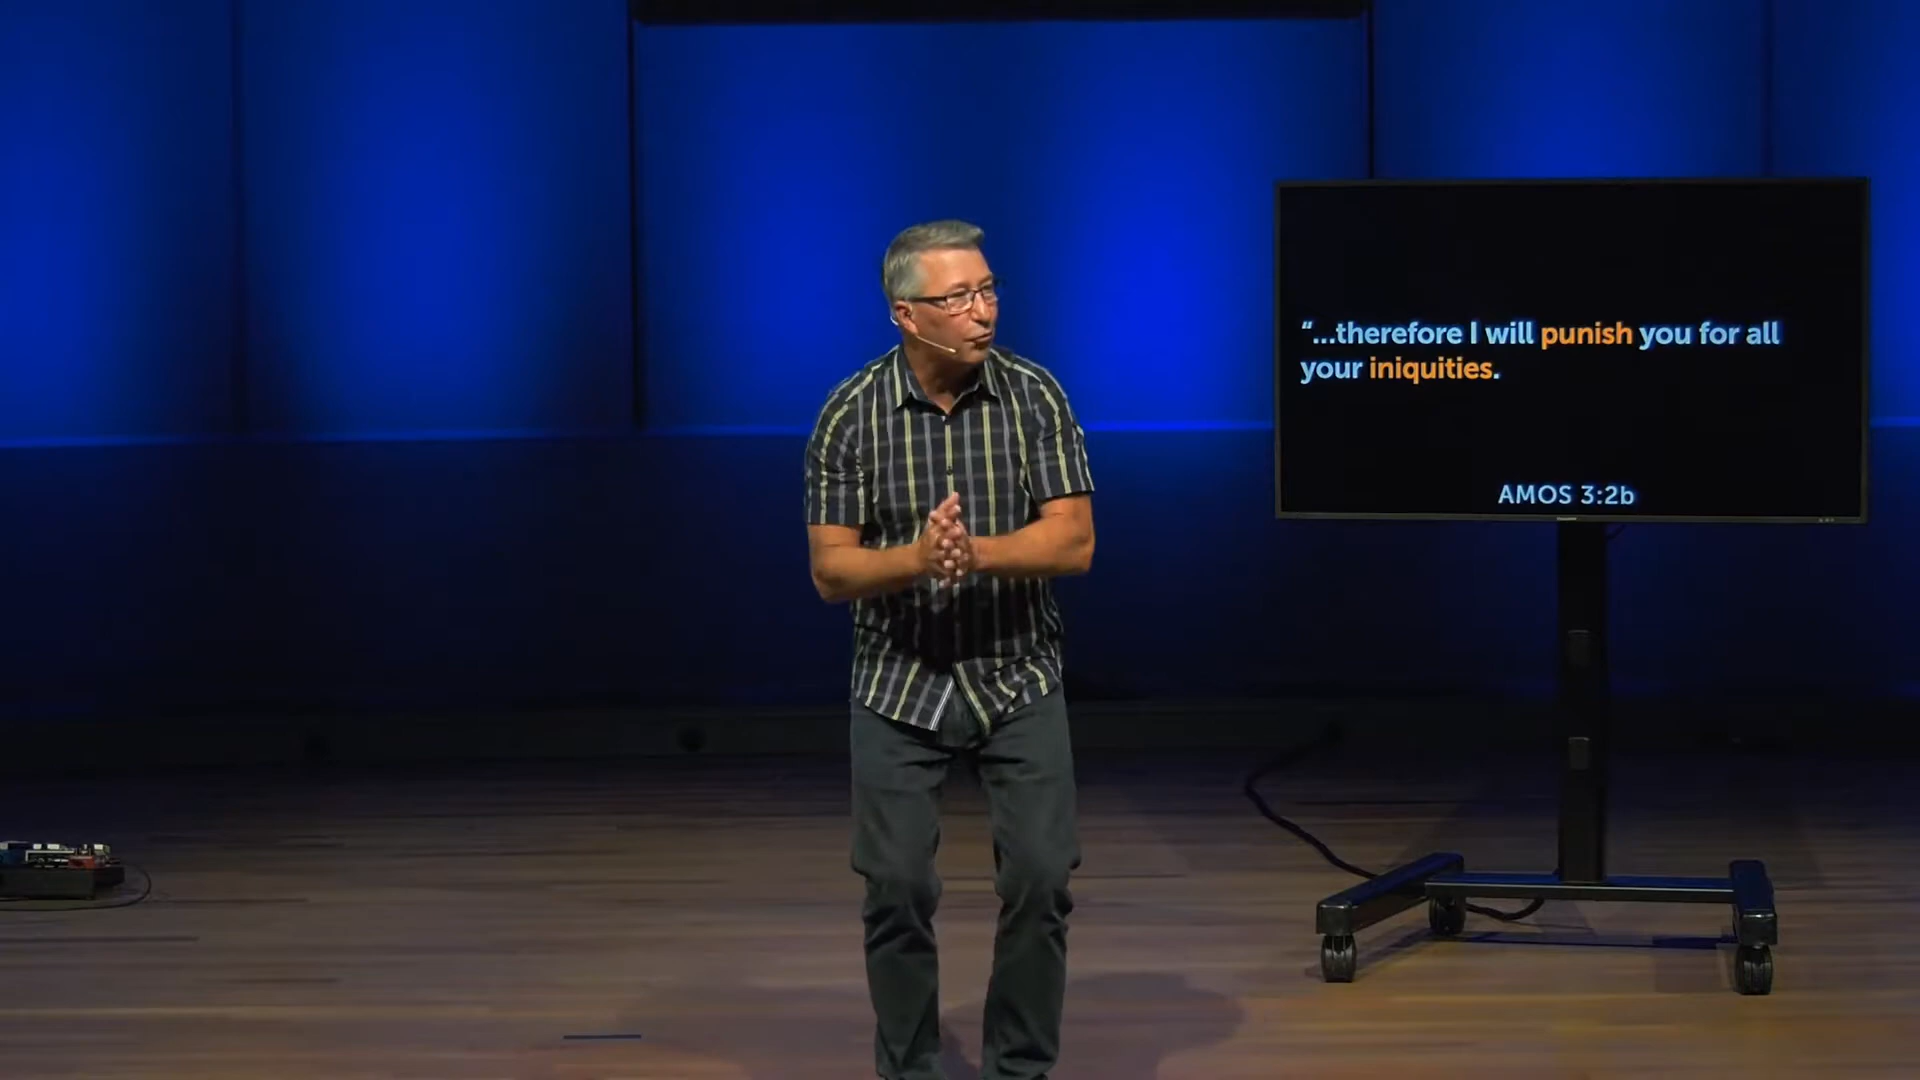 “...therefore I will punish you for all
your iniquities.
AMOS 3:2b